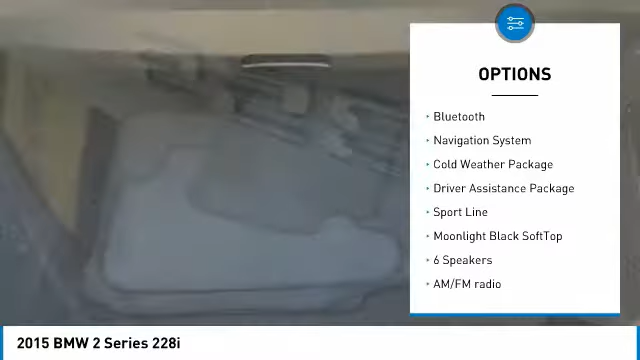 OPTIONS
Bluetooth
Navigation System
Cold Weather Package
Driver Assistance Package
Sport Line
Moonlight Black SoftTop
6 Speakers
AM/FM radio
2015 BMW 2 Series 228i